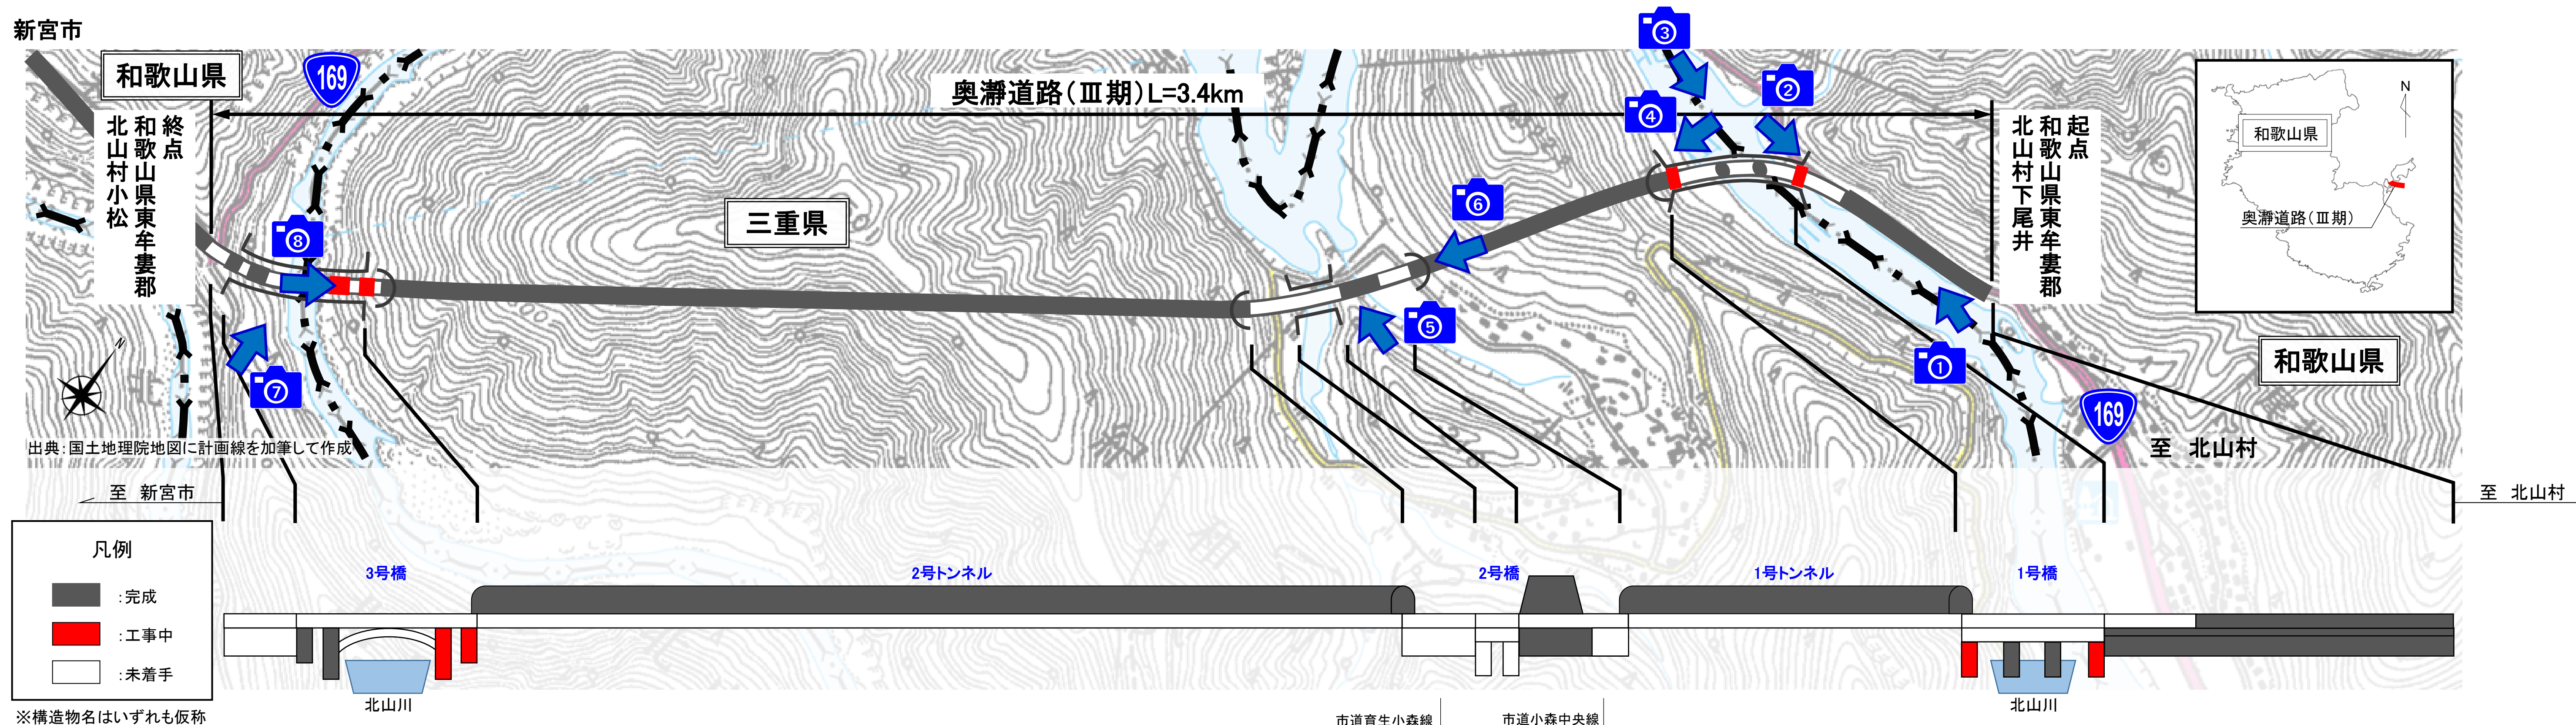 新宮市
和歌山県
169
奥瀞道路(Ⅲ期)L=3.4km
③
②
④
⑥
⑧
⑤
⑦
①
終点
和歌山県東牟婁郡
北山村小松
三重県
起点
和歌山県東牟婁郡
北山村下尾井
N
和歌山県
奥瀞道路(Ⅲ期)
和歌山県
169
至 北山村
N
出典:国土地理院地図に計画線を加筆して作成
至 新宮市
至 北山村
凡例
:完成
:工事中
:未着手
※構造物名はいずれも仮称
3号橋
2号トンネル
2号橋
1号トンネル
1号橋
北山川
北山川
市道育生小森線
市道小森中央線